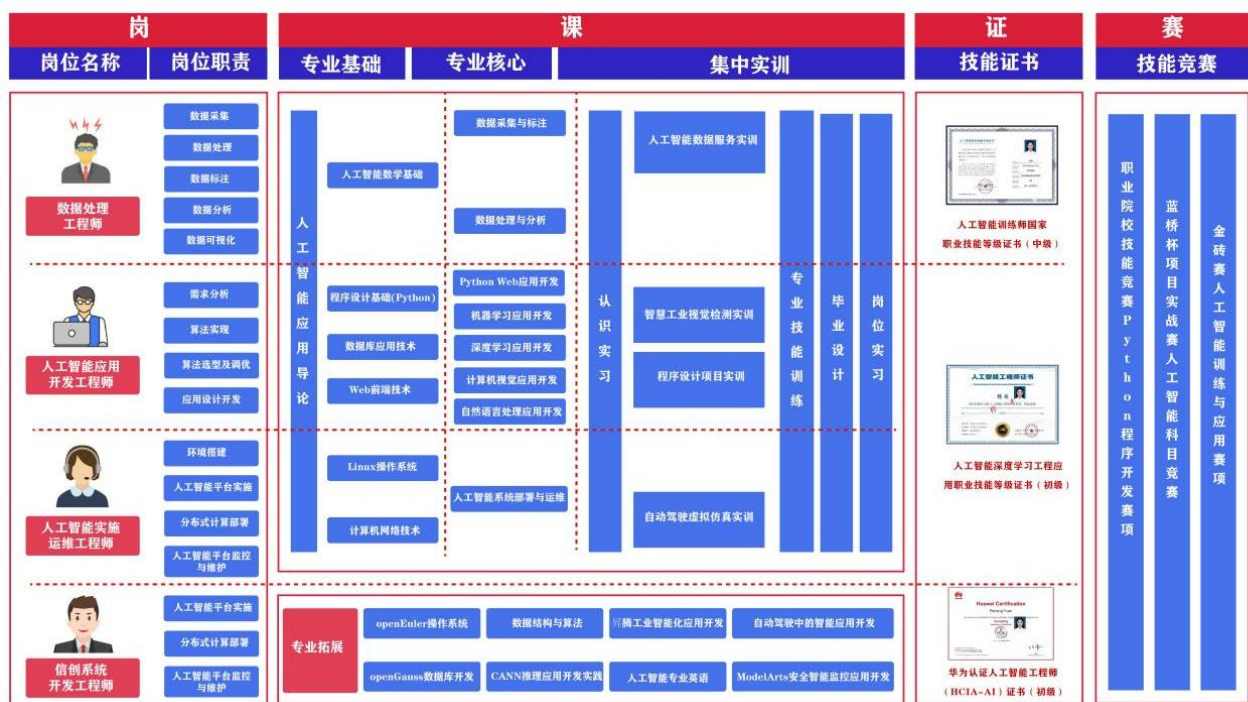 岗
课
证
赛
岗位名称
岗位职责
专业基础
专业核心
集中实训
技能证书
技能竞赛
数据处理
工程师
数据采集
数据处理
数据标注
数据分析
数据可视化
人工智能应用
开发工程师
需求分析
算法实现
算法选型及调优
应用设计开发
人工智能实施
运维工程师
环境搭建
人工智能平台实施
分布式计算部署
人工智能平台监控
与维护
信创系统
开发工程师
人工智能平台实施
分布式计算部署
人工智能平台监控
与维护
人工智能应用导论
人工智能数学基础
程序设计基础(Python)
数据库应用技术
Web前端技术
Linux操作系统
计算机网络技术
数据采集与标注
数据处理与分析
Python Web应用开发
机器学习应用开发
深度学习应用开发
计算机视觉应用开发
自然语言处理应用开发
人工智能系统部署与运维
认识实习
人工智能数据服务实训
智慧工业视觉检测实训
程序设计项目实训
自动驾驶虚拟仿真实训
专业技能训练
毕业设计
岗位实习
专业拓展
openEuler操作系统
数据结构与算法
昇腾工业智能化应用开发
自动驾驶中的智能应用开发
openGauss数据库开发
CANN推理应用开发实践
人工智能专业英语
ModelArts安全智能监控应用开发
人工智能训练师国家
职业技能等级证书（中级）
人工智能工程师证书
人工智能深度学习工程应
用职业技能等级证书（初级）
Huawei Certification
华为认证人工智能工程师
（HCIA-AI）证书（初级）
职业院校技能竞赛Python程序开发赛项
蓝桥杯项目实战赛人工智能科目竞赛
金砖赛人工智能训练与应用赛项